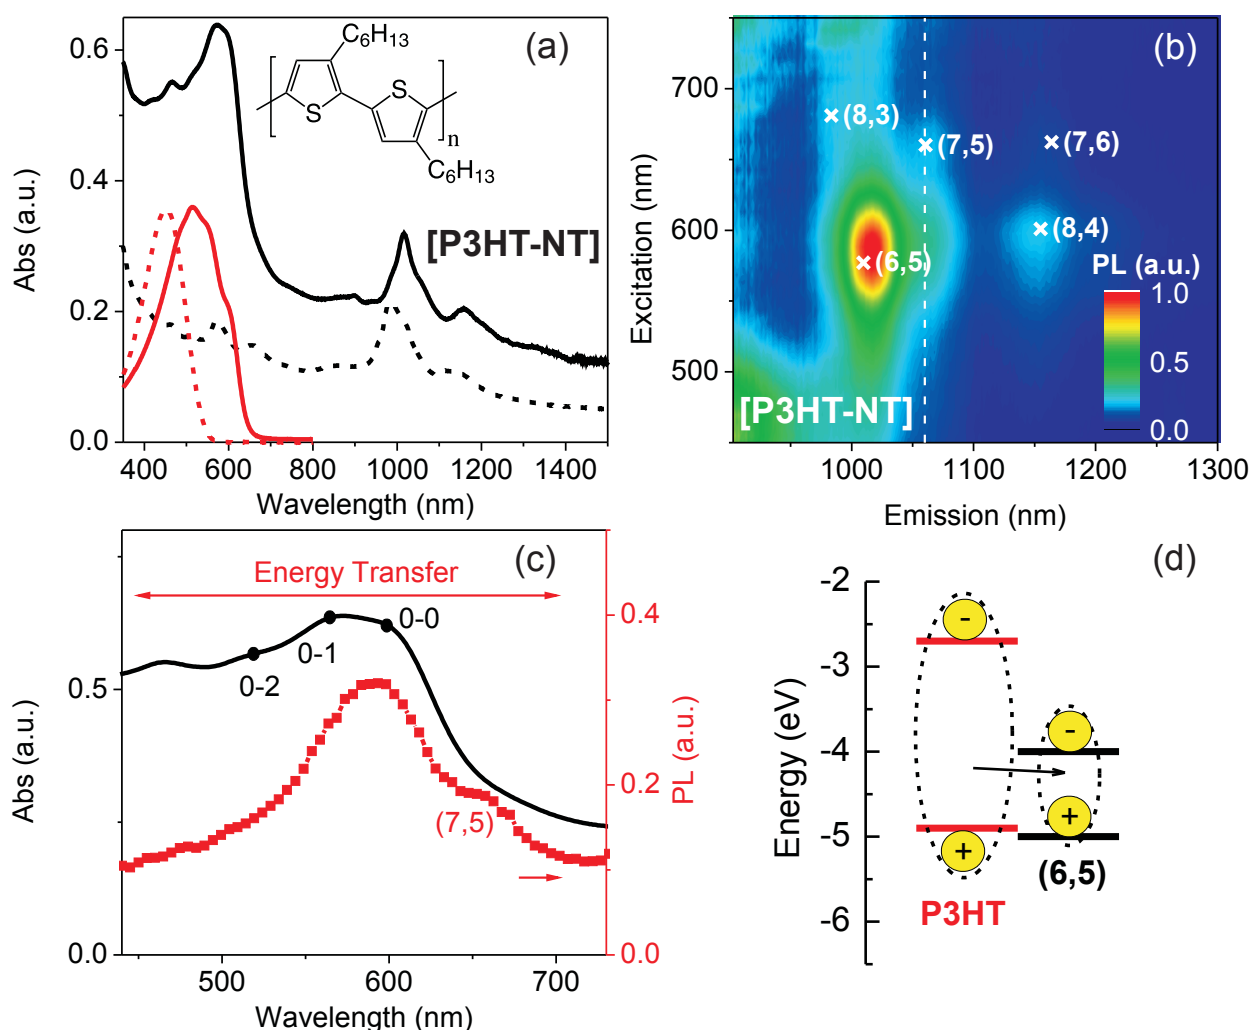 (a)
0.6
0.4
0.2
0.0
Abs (a.u.)
C6H13
S
S
n
C6H13
[P3HT-NT]
400 600 800 1000 1200 1400
Wavelength (nm)
(b)
700
600
500
Excitation (nm)
(8,3)
(7,5)
(7,6)
(6,5)
(8,4)
PL (a.u.)
1.0
0.5
0.0
[P3HT-NT]
1000 1100 1200 1300
Emission (nm)
(c)
Energy Transfer
0-0
0-1
0-2
(7,5)
0.5
0.0
Abs (a.u.)
0.4
0.2
0.0
PL (a.u.)
500 600 700
Wavelength (nm)
(d)
-2
-3
-4
-5
-6
Energy (eV)
-
-
+
+
(6,5)
P3HT